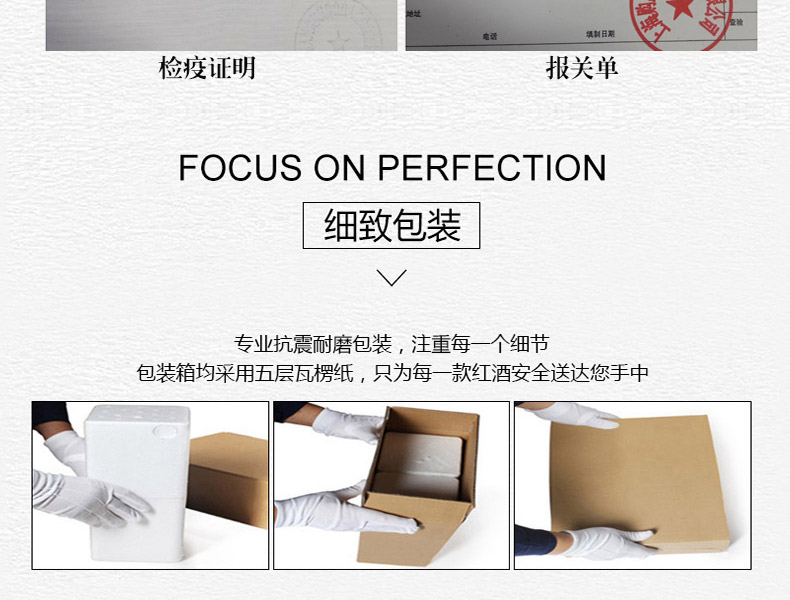 地址
查验
电话
填制日期
检疫证明
报关单
FOCUS ON PERFECTION
细致包装
专业抗震耐磨包装，注重每一个细节
包装箱均采用五层瓦楞纸，只为每一款红酒安全送达您手中